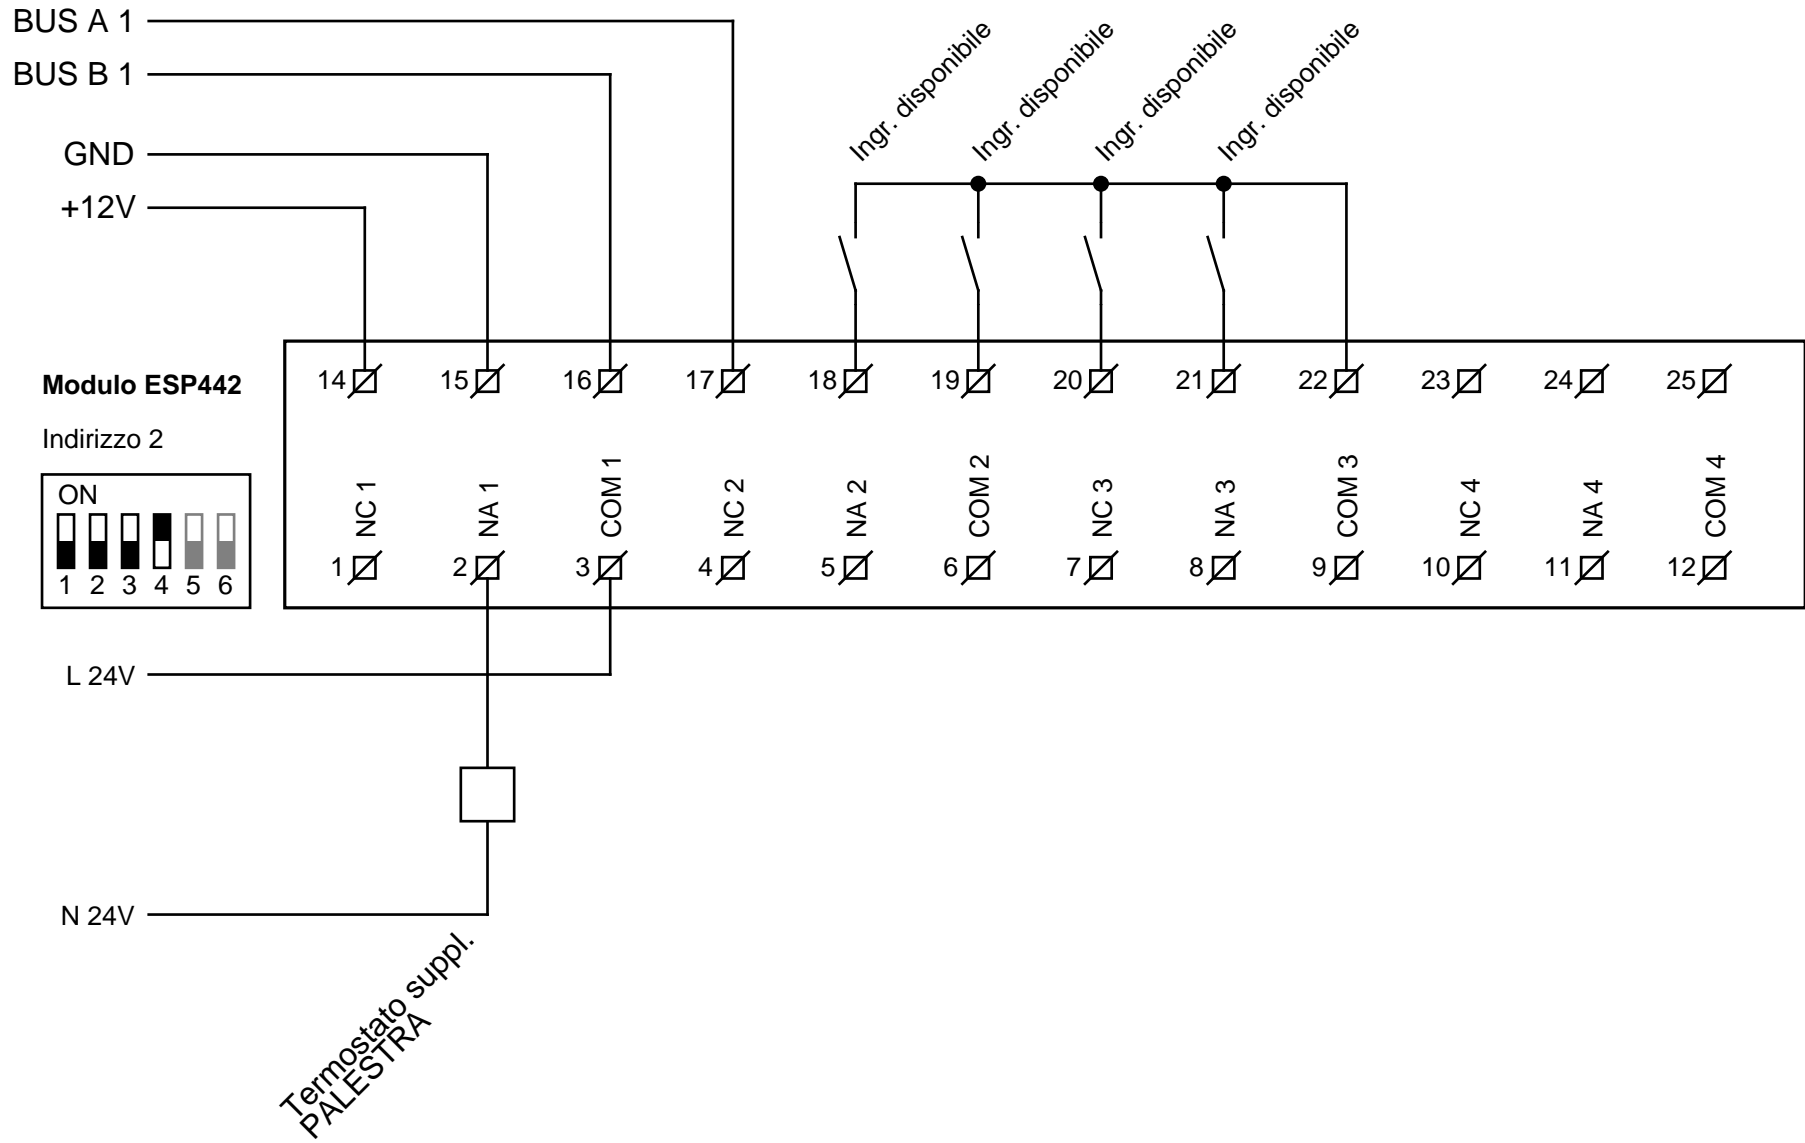 BUS A 1
BUS B 1
GND
+12V
Ingr. disponibile
Ingr. disponibile
Ingr. disponibile
Ingr. disponibile
Modulo ESP442
Indirizzo 2
ON
1 2 3 4 5 6
14 15 16 17 18 19 20 21 22 23 24 25
NC 1
NA 1
COM 1
NC 2
NA 2
COM 2
NC 3
NA 3
COM 3
NC 4
NA 4
COM 4
1 2 3 4 5 6 7 8 9 10 11 12
L 24V
N 24V
Termostato suppl.
PALESTRA